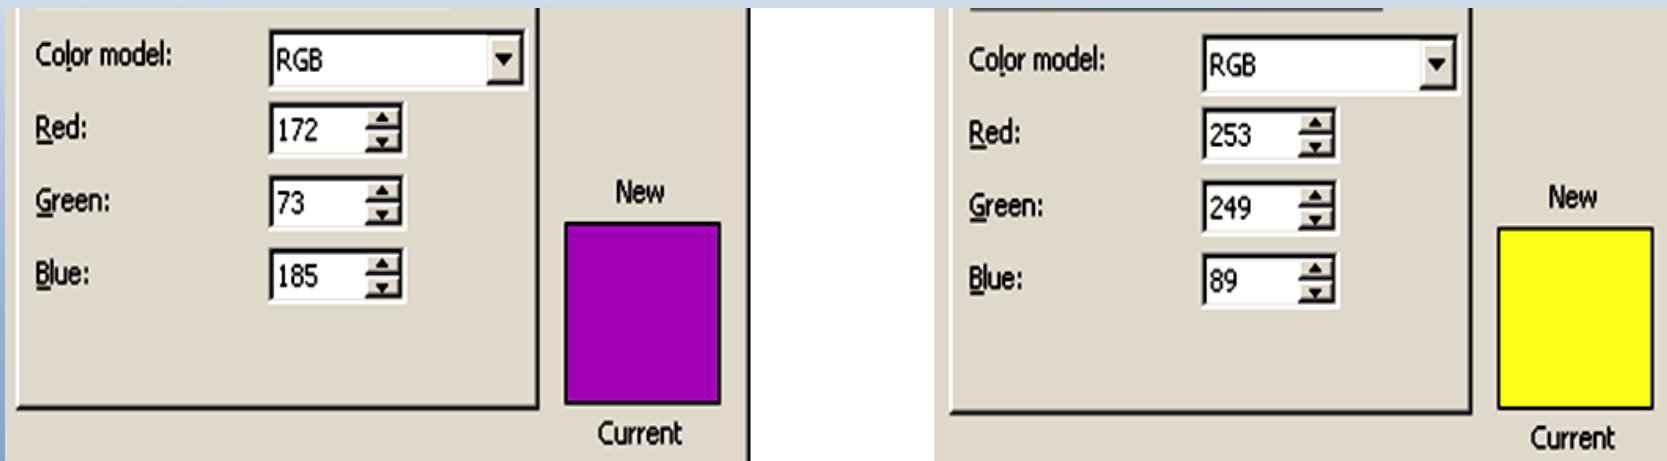 Color model: RGB
Red: 172
Green: 73
Blue: 185
New
Current
Color model: RGB
Red: 253
Green: 249
Blue: 89
New
Current